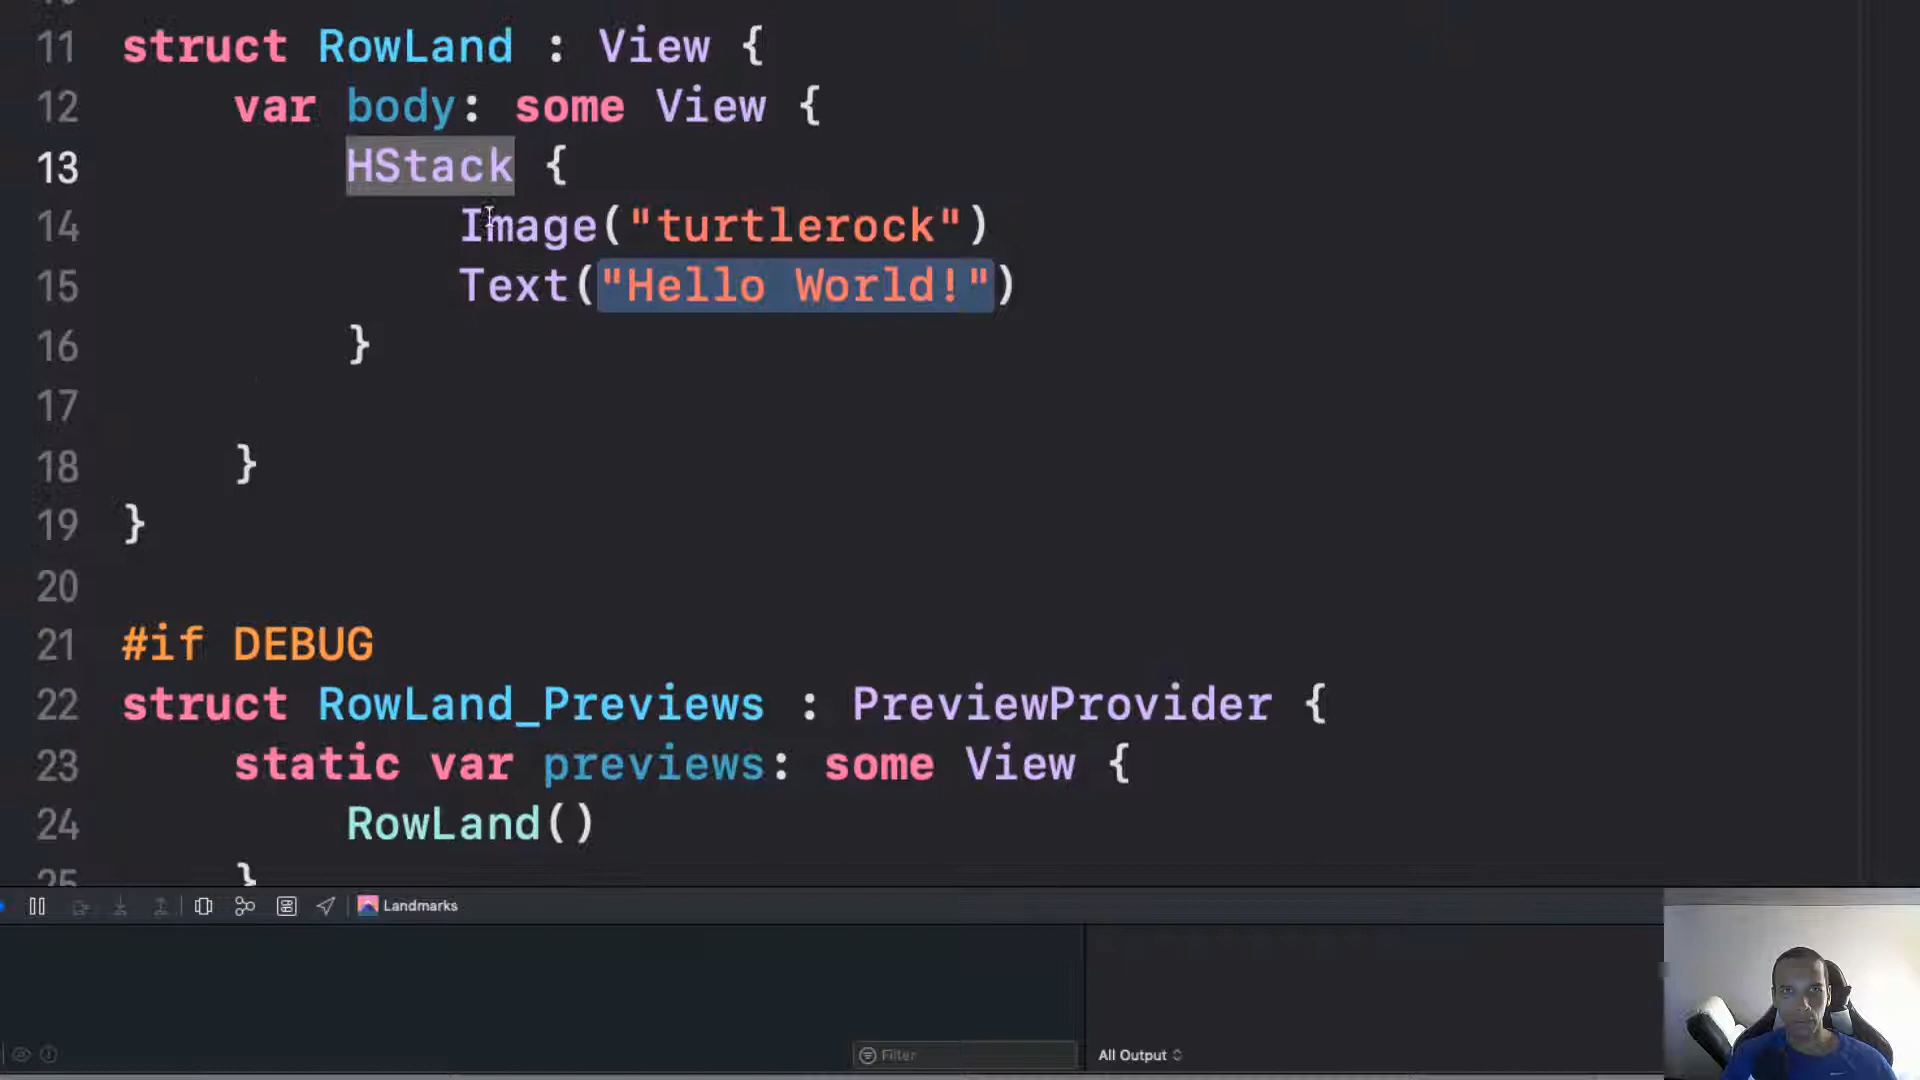 11 struct RowLand : View {
12 var body: some View {
13 HStack {
14 Image("turtlerock")
15 Text("Hello World!")
16 }
17
18 }
19 }
20
21 #if DEBUG
22 struct RowLand_Previews : PreviewProvider {
23 static var previews: some View {
24 RowLand()
25 }
Landmarks
Filter
All Output